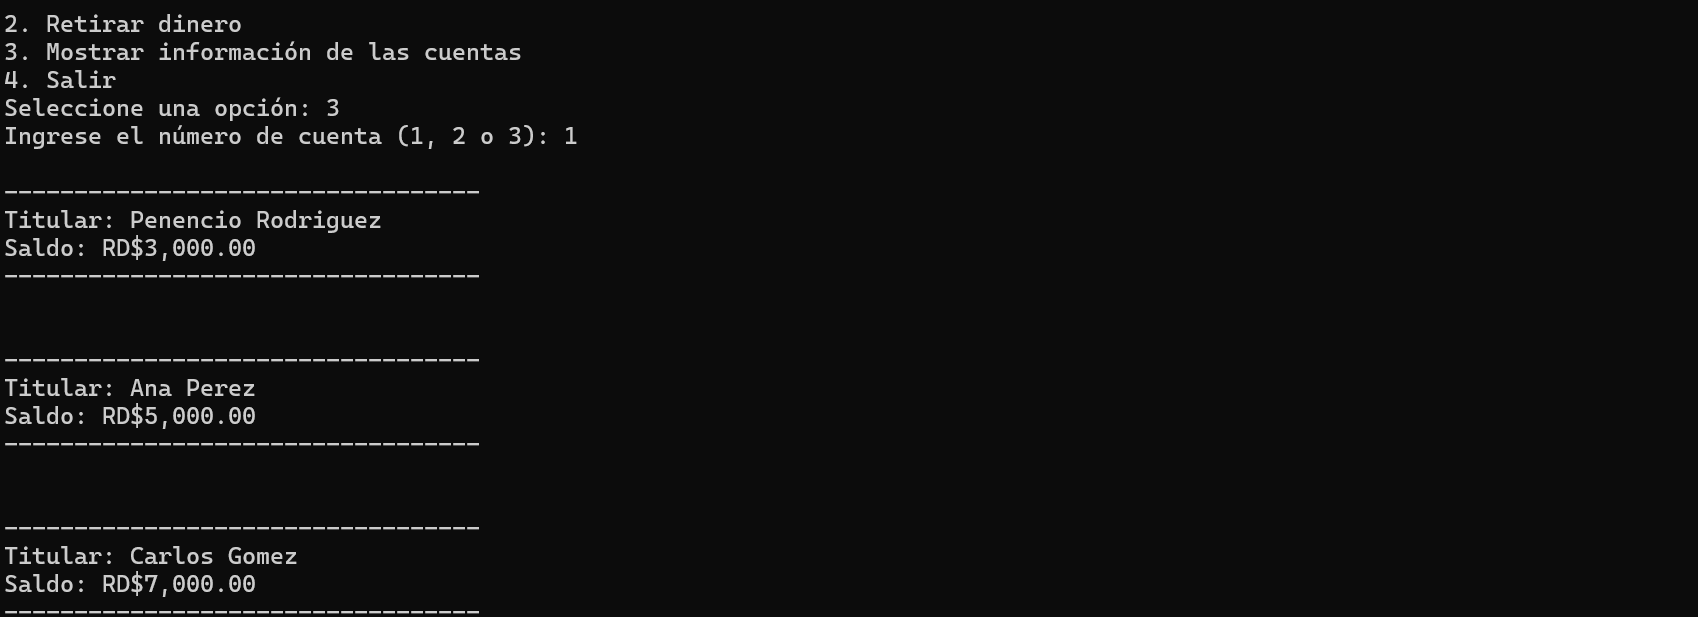 2. Retirar dinero
3. Mostrar información de las cuentas
4. Salir
Seleccione una opción: 3
Ingrese el número de cuenta (1, 2 o 3): 1
----------------------------------
Titular: Penencio Rodriguez
Saldo: RD$3,000.00
----------------------------------
----------------------------------
Titular: Ana Perez
Saldo: RD$5,000.00
----------------------------------
----------------------------------
Titular: Carlos Gomez
Saldo: RD$7,000.00
----------------------------------